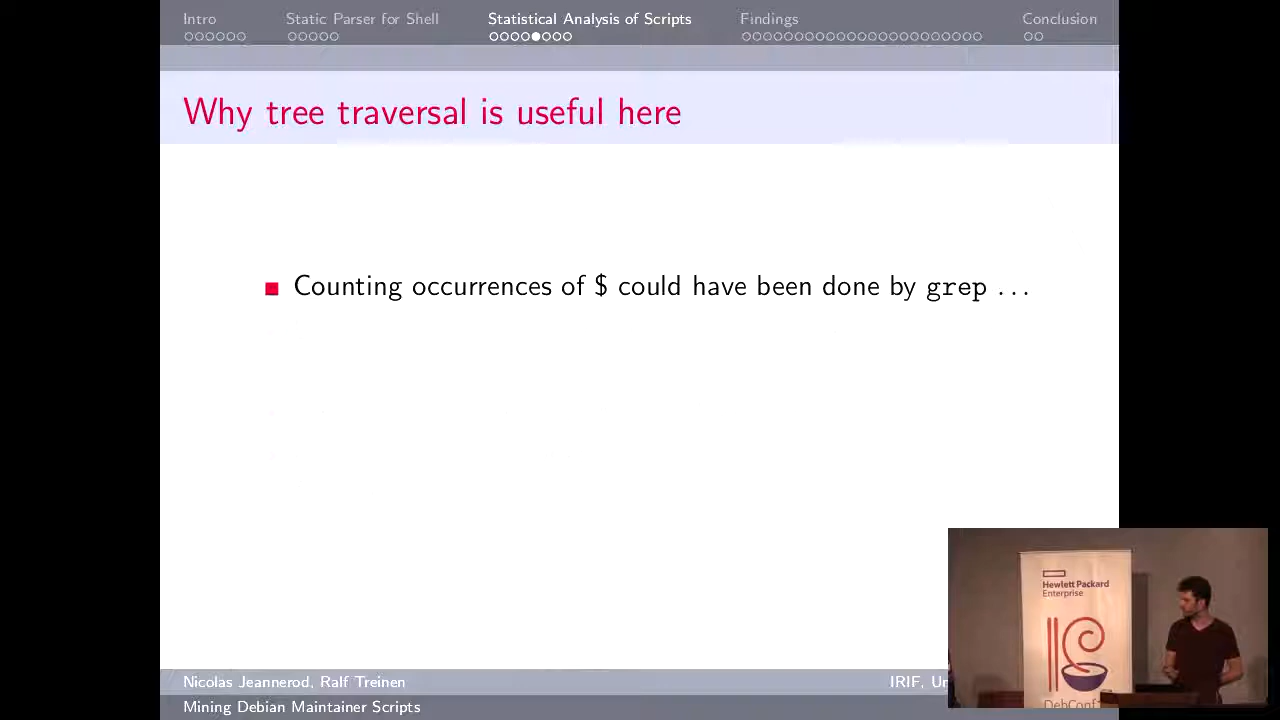 Intro Static Parser for Shell Statistical Analysis of Scripts Findings Conclusion
Why tree traversal is useful here
Counting occurrences of $ could have been done by grep ...
Hewlett Packard
Enterprise
Nicolas Jeannerod, Ralf Treinen IRIF,
Mining Debian Maintainer Scripts